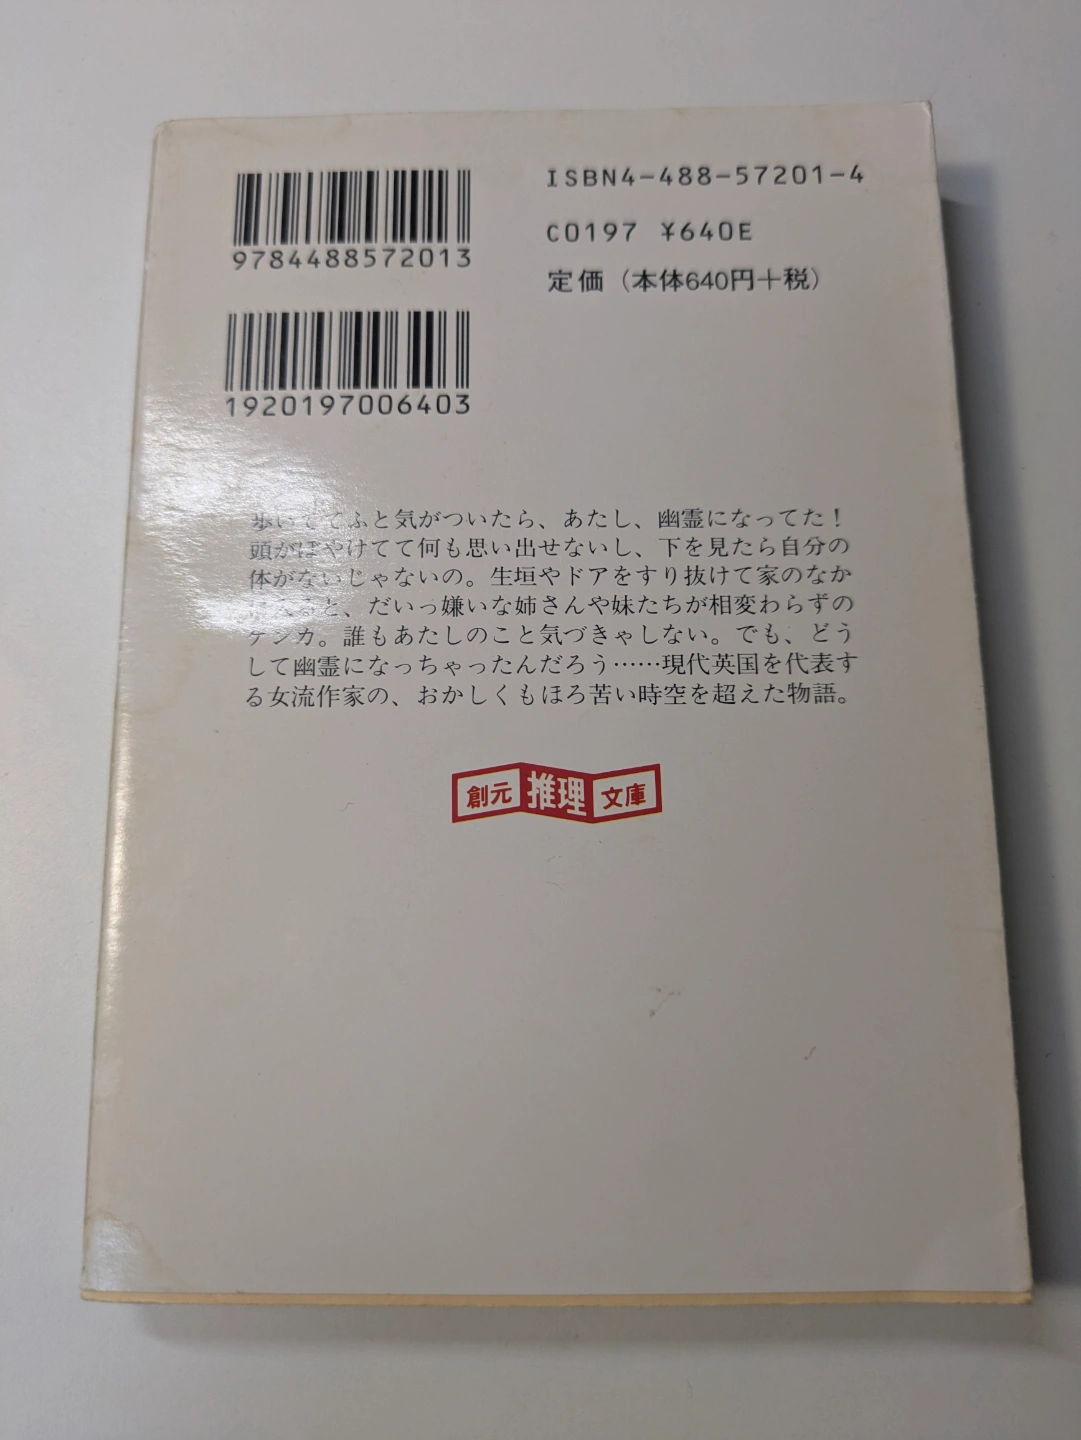 9784488572013
1920197006403
ISBN4-488-57201-4
C0197 ¥640E
定価（本体640円＋税）
歩いててふと気がついたら、あたし、幽霊になってた！
頭がぼやけてて何も思い出せないし、下を見たら自分の
体がないじゃないの。生垣やドアをすり抜けて家のなか
に入ると、だいっ嫌いな姉さんや妹たちが相変わらずの
ケンカ。誰もあたしのこと気づきゃしない。でも、どう
して幽霊になっちゃったんだろう……現代英国を代表す
る女流作家の、おかしくもほろ苦い時空を超えた物語。
創元推理文庫